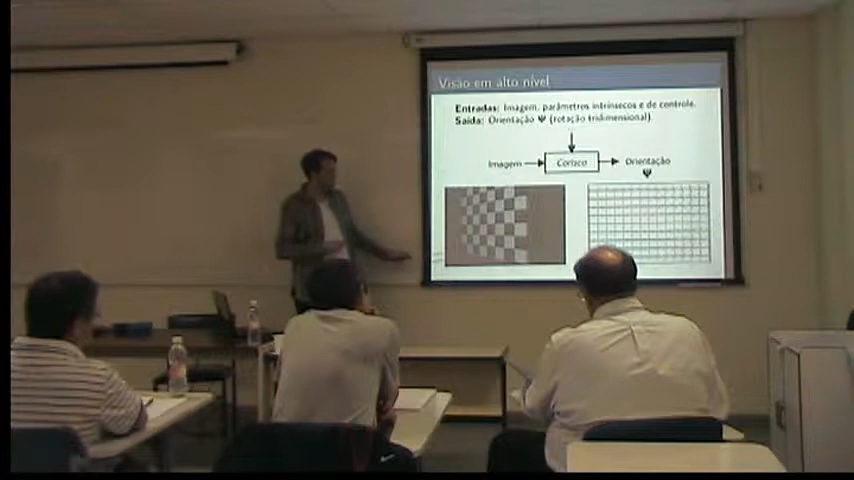 Visão em alto nível
Entradas: Imagem, parâmetros intrínsecos e de controle.
Saída: Orientação Ψ (rotação tridimensional).
Imagem
Corisco
Orientação
Ψ